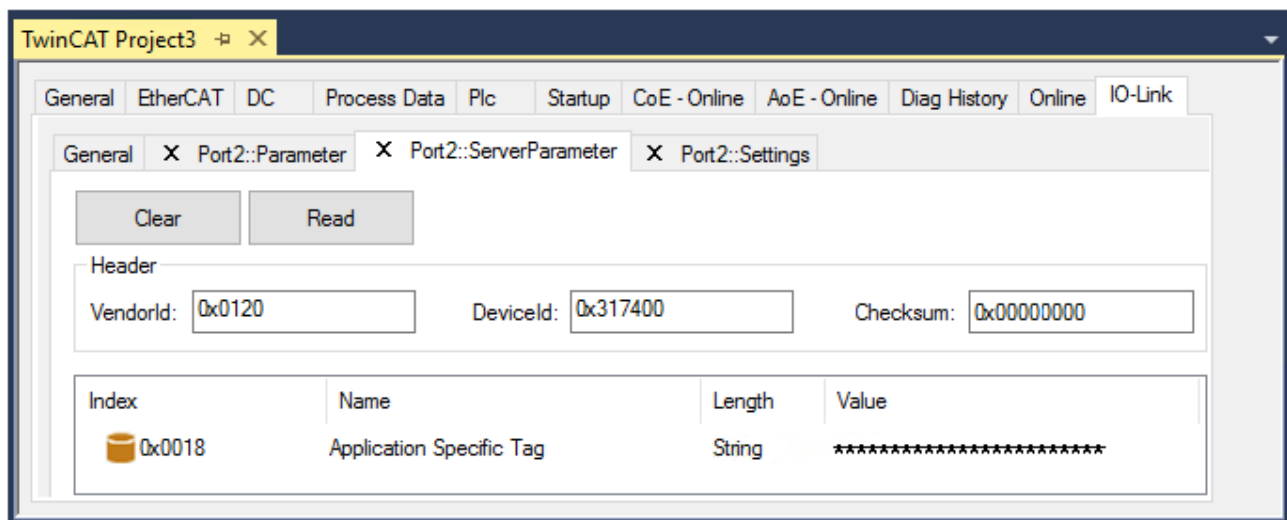 TwinCAT Project3
General EtherCAT DC Process Data Plc Startup CoE - Online AoE - Online Diag History Online IO-Link
General X Port2::Parameter X Port2::ServerParameter X Port2::Settings
Clear Read
Header
VendorId: 0x0120 DeviceId: 0x317400 Checksum: 0x00000000
Index Name Length Value
0x0018 Application Specific Tag String ************************